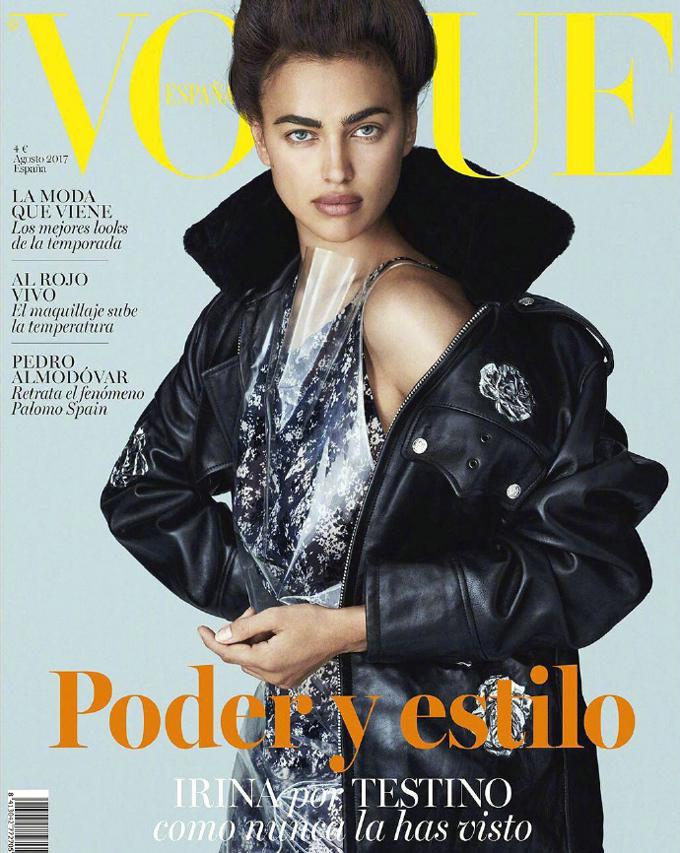 VOGUE
ESPAÑA
4 €
Agosto 2017
España
LA MODA
QUE VIENE
Los mejores looks
de la temporada
AL ROJO
VIVO
El maquillaje sube
la temperatura
PEDRO
ALMODÓVAR
Retrata el fenómeno
Palomo Spain
Poder y estilo
IRINA por TESTINO
como nunca la has visto